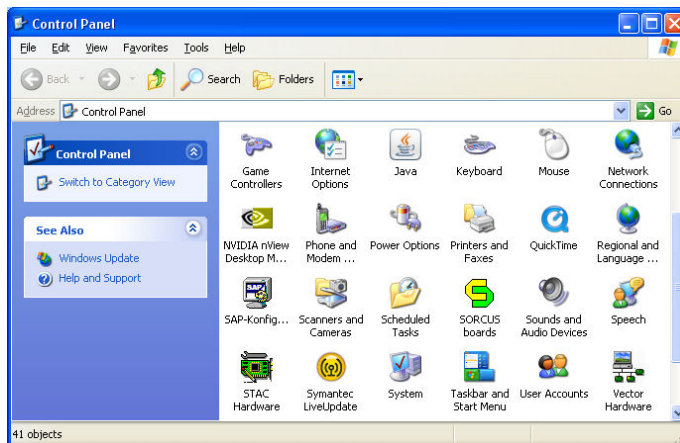 Control Panel
File Edit View Favorites Tools Help
Back Search Folders
Address Control Panel Go
Control Panel
Switch to Category View
See Also
Windows Update
Help and Support
Game Controllers
Internet Options
Java
Keyboard
Mouse
Network Connections
NVIDIA nView Desktop M...
Phone and Modem ...
Power Options
Printers and Faxes
QuickTime
Regional and Language ...
SAP-Konfig...
Scanners and Cameras
Scheduled Tasks
SORCUS boards
Sounds and Audio Devices
Speech
STAC Hardware
Symantec LiveUpdate
System
Taskbar and Start Menu
User Accounts
Vector Hardware
41 objects